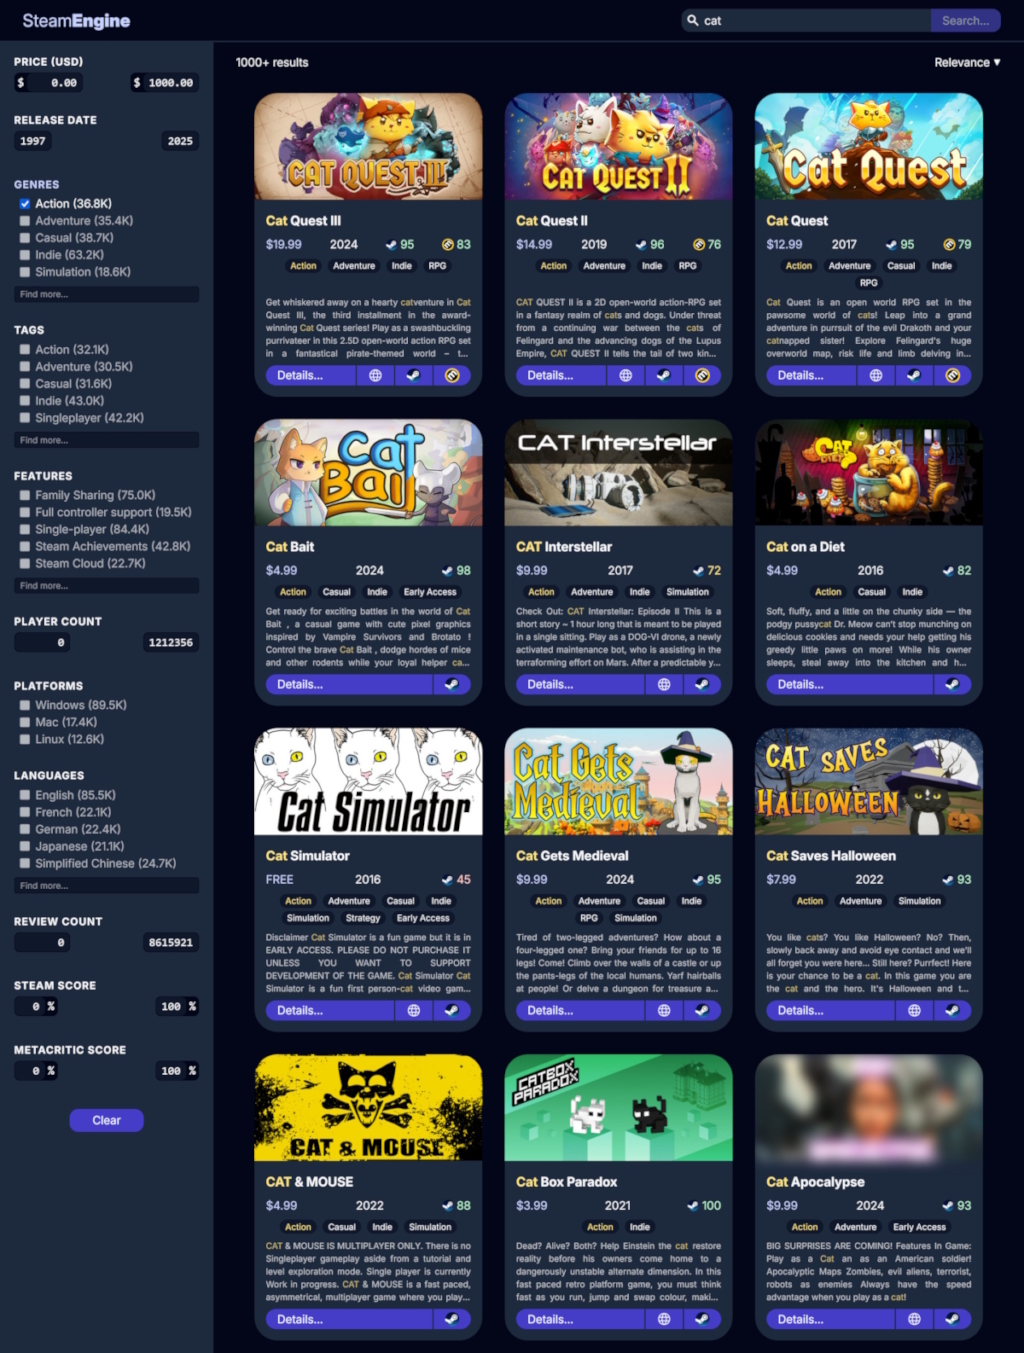 SteamEngine
cat
Search...
PRICE (USD)
$ 0.00 $ 1000.00
RELEASE DATE
1997 2025
GENRES
Action (36.8K)
Adventure (35.4K)
Casual (38.7K)
Indie (63.2K)
Simulation (18.6K)
Find more...
TAGS
Action (32.1K)
Adventure (30.5K)
Casual (31.6K)
Indie (43.0K)
Singleplayer (42.2K)
Find more...
FEATURES
Family Sharing (75.0K)
Full controller support (19.5K)
Single-player (84.4K)
Steam Achievements (42.8K)
Steam Cloud (22.7K)
Find more...
PLAYER COUNT
0 1212356
PLATFORMS
Windows (89.5K)
Mac (17.4K)
Linux (12.6K)
LANGUAGES
English (85.5K)
French (22.1K)
German (22.4K)
Japanese (21.1K)
Simplified Chinese (24.7K)
Find more...
REVIEW COUNT
0 8615921
STEAM SCORE
0 % 100 %
METACRITIC SCORE
0 % 100 %
Clear
1000+ results
Relevance ▼
CAT QUEST III
Cat Quest III
$19.99 2024 95 83
Action Adventure Indie RPG
Get whiskered away on a hearty catventure in Cat
Quest III, the third installment in the award-
winning Cat Quest series! Play as a swashbuckling
purrivateer in this 2.5D open-world action RPG set
in a fantastical pirate-themed world – t...
Details...
CAT QUEST II
Cat Quest II
$14.99 2019 96 76
Action Adventure Indie RPG
CAT QUEST II is a 2D open-world action-RPG set
in a fantasy realm of cats and dogs. Under threat
from a continuing war between the cats of
Felingard and the advancing dogs of the Lupus
Empire, CAT QUEST II tells the tail of two kin...
Details...
Cat Quest
Cat Quest
$12.99 2017 95 79
Action Adventure Casual Indie
RPG
Cat Quest is an open world RPG set in the
pawsome world of cats! Leap into a grand
adventure in purrsuit of the evil Drakoth and your
catnapped sister! Explore Felingard's huge
overworld map, risk life and limb delving in...
Details...
Cat Bait
Cat Bait
$4.99 2024 98
Action Casual Indie Early Access
Get ready for exciting battles in the world of Cat
Bait , a casual game with cute pixel graphics
inspired by Vampire Survivors and Brotato !
Control the brave Cat Bait , dodge hordes of mice
and other rodents while your loyal helper ca...
Details...
CAT Interstellar
CAT Interstellar
$9.99 2017 72
Action Adventure Indie Simulation
Check Out: CAT Interstellar: Episode II This is a
short story ~ 1 hour long that is meant to be played
in a single sitting. Play as a DOG-VI drone, a newly
activated maintenance bot, who is assisting in the
terraforming effort on Mars. After a predictable y...
Details...
CAT
Cat on a Diet
$4.99 2016 82
Action Casual Indie
Soft, fluffy, and a little on the chunky side — the
podgy pussycat Dr. Meow can't stop munching on
delicious cookies and needs your help getting his
greedy little paws on more! While his owner
sleeps, steal away into the kitchen and h...
Details...
Cat Simulator
Cat Simulator
FREE 2016 45
Action Adventure Casual Indie
Simulation Strategy Early Access
Disclaimer Cat Simulator is a fun game but it is in
EARLY ACCESS. PLEASE DO NOT PURCHASE IT
UNLESS YOU WANT TO SUPPORT
DEVELOPMENT OF THE GAME. Cat Simulator Cat
Simulator is a fun first person-cat video gam...
Details...
Cat Gets
Medieval
Cat Gets Medieval
$9.99 2024 95
Action Adventure Casual Indie
RPG Simulation
Tired of two-legged adventures? How about a
four-legged one? Bring your friends for up to 16
legs! Come! Climb over the walls of a castle or up
the pants-legs of the local humans. Yarf hairballs
at people! Or delve a dungeon for treasure a...
Details...
CAT SAVES
HALLOWEEN
Cat Saves Halloween
$7.99 2022 93
Action Adventure Simulation
You like cats? You like Halloween? No? Then,
slowly back away and avoid eye contact and we'll
all forget you were here... Still here? Purrfect! Here
is your chance to be a cat. In this game you are
the cat and the hero. It's Halloween and t...
Details...
CAT & MOUSE
CAT & MOUSE
$4.99 2022 88
Action Casual Indie Simulation
CAT & MOUSE IS MULTIPLAYER ONLY. There is no
Singleplayer gameplay aside from a tutorial and
level exploration mode. Single player is currently
Work in progress. CAT & MOUSE is a fast paced,
asymmetrical, multiplayer game where you play...
Details...
CATBOX
PARADOX
Cat Box Paradox
$3.99 2021 100
Action Indie
Dead? Alive? Both? Help Einstein the cat restore
reality before his owners come home to a
dangerously unstable alternate dimension. In this
fast paced retro platform game, you must think
fast as you run, jump and swap colour, maki...
Details...
Cat Apocalypse
$9.99 2024 93
Action Adventure Early Access
BIG SURPRISES ARE COMING! Features In Game:
Play as a Cat an as an American soldier!
Apocalyptic Maps Zombies, evil aliens, terrorist,
robots as enemies Always have the speed
advantage when you play as a cat!
Details...